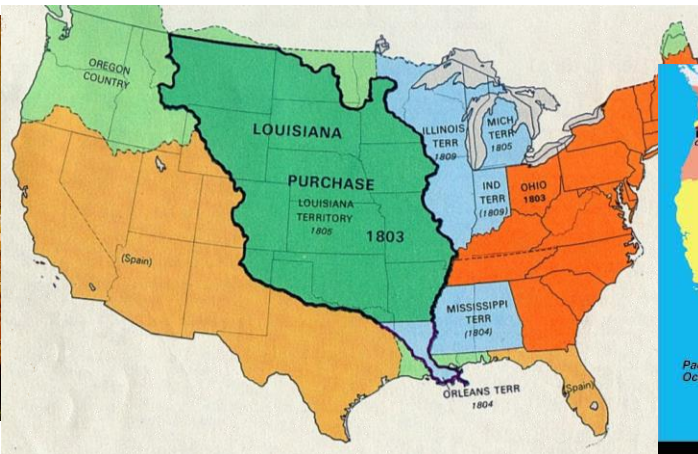 OREGON
COUNTRY
LOUISIANA
PURCHASE
LOUISIANA
TERRITORY
1805
1803
ILLINOIS
TERR
1809
MICH
TERR
1805
IND
TERR
(1809)
OHIO
1803
(Spain)
MISSISSIPPI
TERR
(1804)
ORLEANS TERR
1804
(Spain)